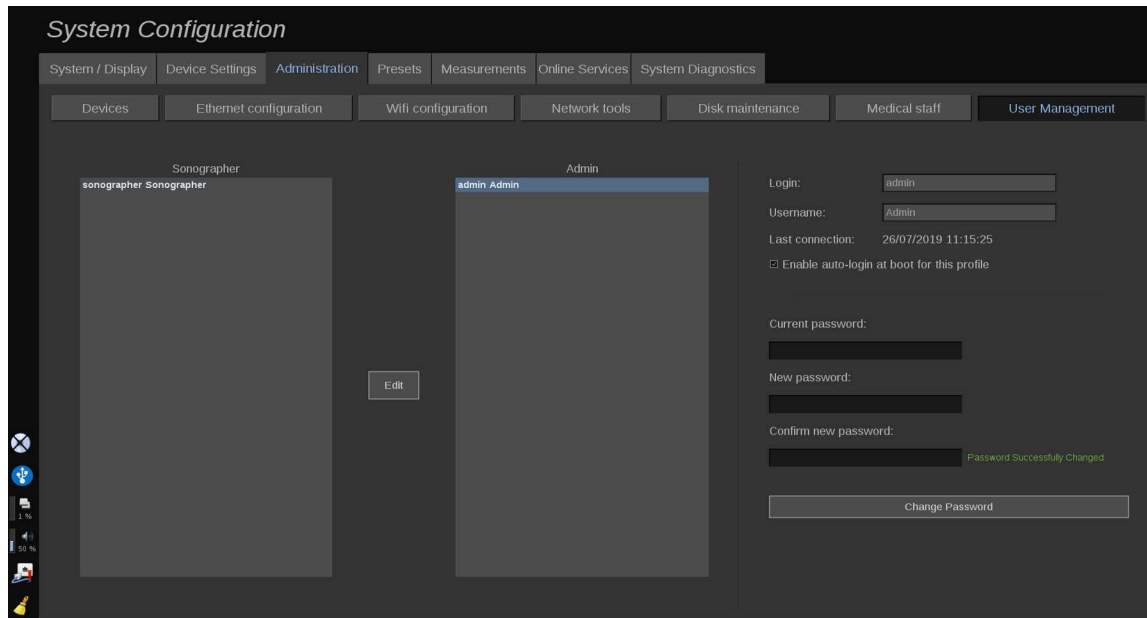 System Configuration
System / Display Device Settings Administration Presets Measurements Online Services System Diagnostics
Devices Ethernet configuration Wifi configuration Network tools Disk maintenance Medical staff User Management
Sonographer Admin
sonographer Sonographer admin Admin
Login: admin
Username: Admin
Last connection: 26/07/2019 11:15:25
Enable auto-login at boot for this profile
Current password:
New password:
Edit
Confirm new password:
Password Successfully Changed
Change Password
1 %
50 %